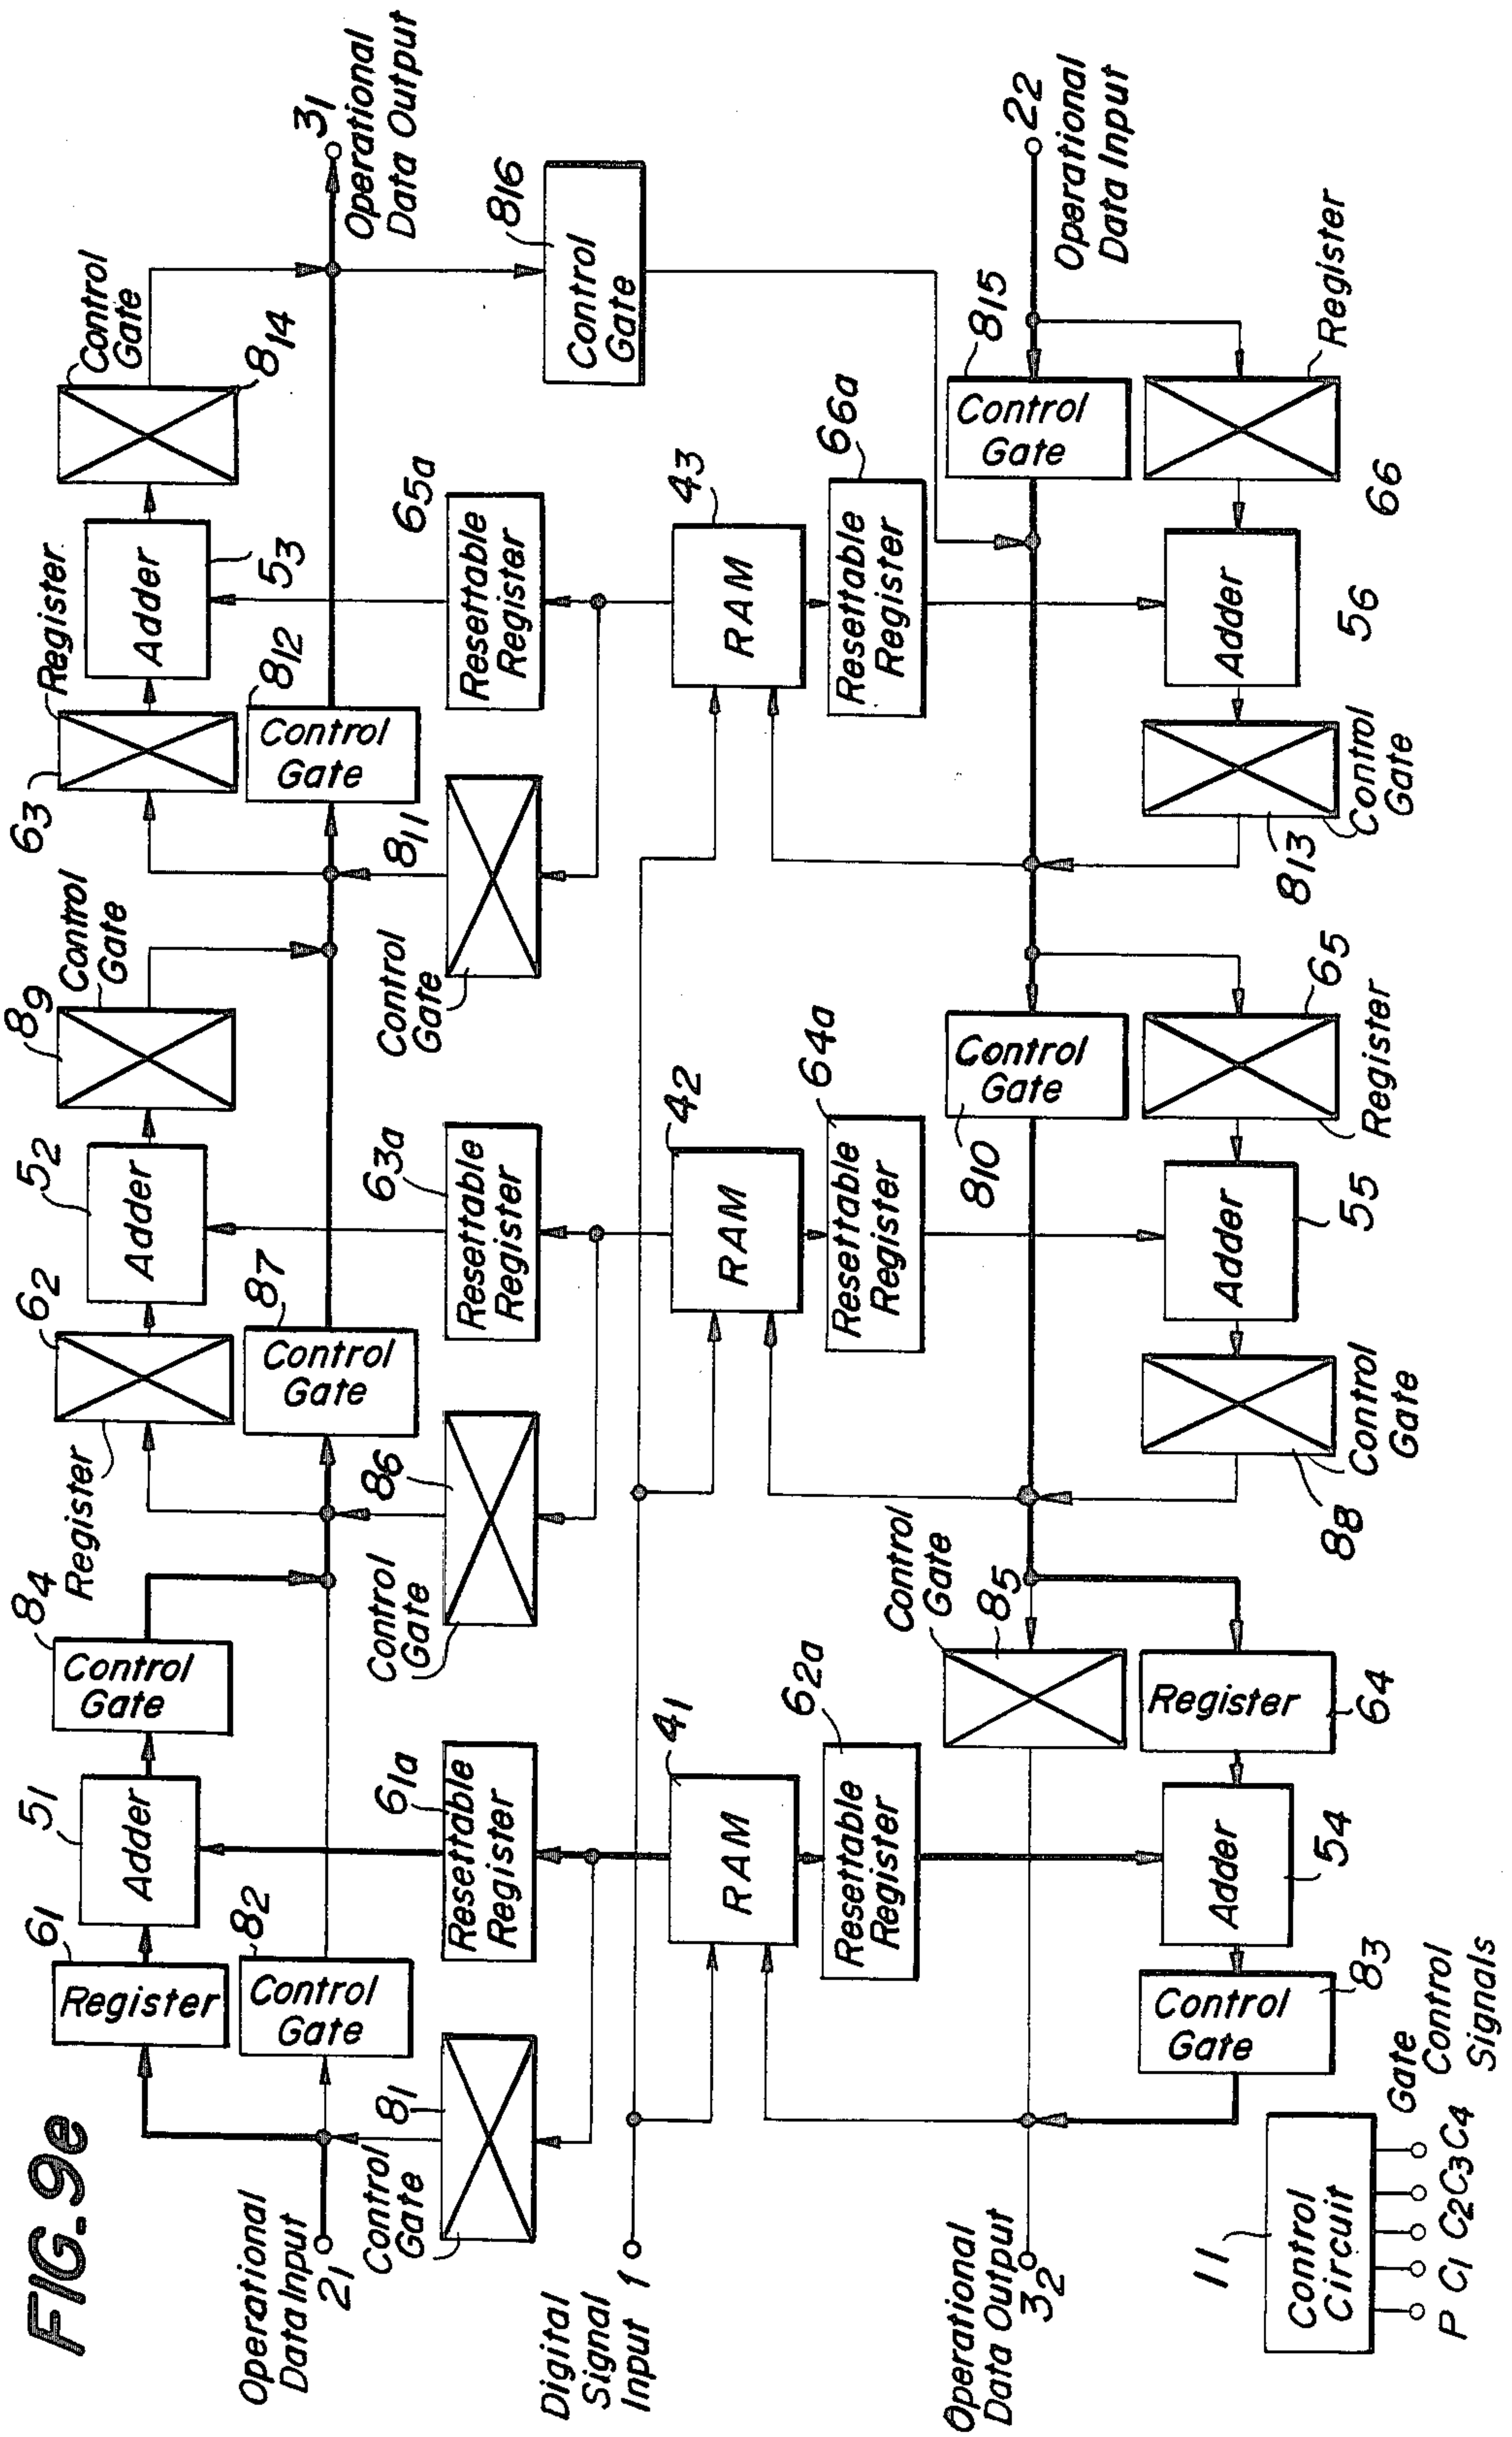 FIG. 9e
Operational
Data Input
21
Register
61
Adder
51
Control
Gate
84
Control
Gate
82
Control
Gate
81
Resettable
Register
61a
Register
62
Adder
52
Control
Gate
89
Control
Gate
87
Control
Gate
86
Resettable
Register
63a
Register
63
Adder
53
Control
Gate
814
Control
Gate
812
Control
Gate
811
Resettable
Register
65a
31
Operational
Data Output
Control
Gate
816
Digital
Signal
Input 1
RAM
41
RAM
42
RAM
43
Resettable
Register
62a
Resettable
Register
64a
Resettable
Register
66a
Operational
Data Output
32
Control
Gate
85
Control
Gate
810
Control
Gate
815
22
Operational
Data Input
Control
Gate
83
Adder
54
Register
64
Control
Gate
88
Adder
55
Register
65
Control
Gate
813
Adder
56
Register
66
Control
Circuit
11
P C1 C2 C3 C4
Gate
Control
Signals